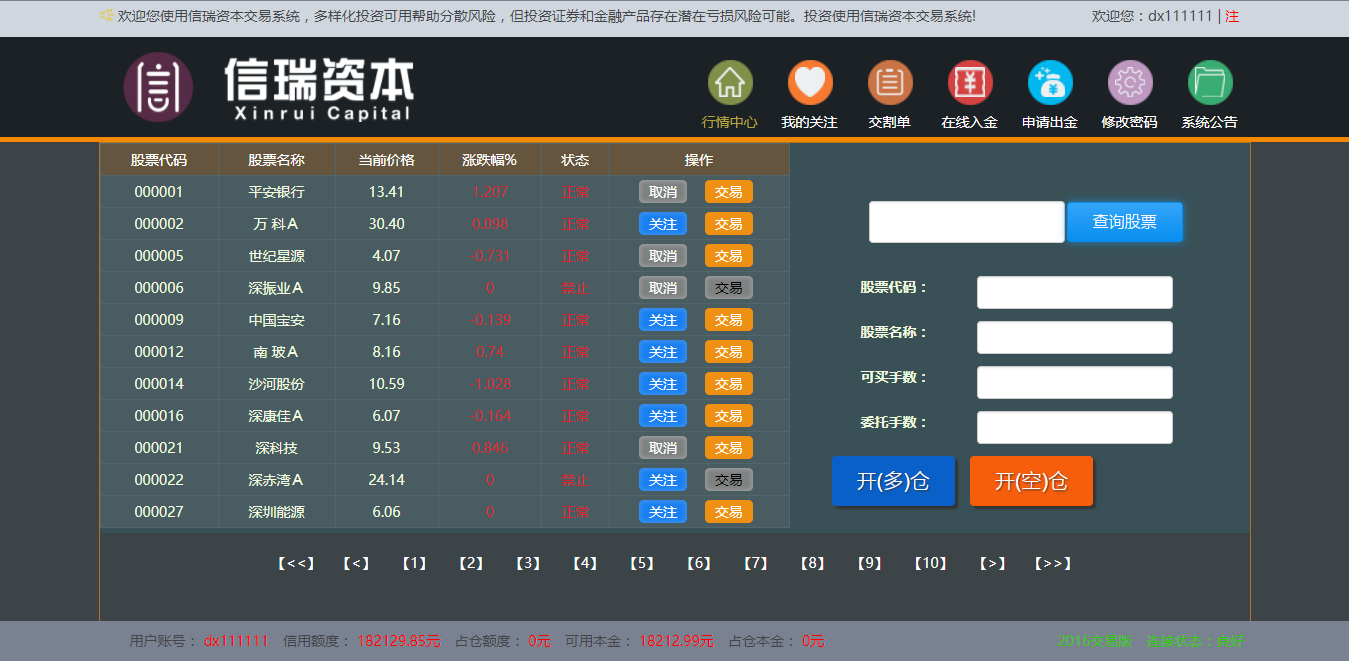 欢迎您使用信瑞资本交易系统，多样化投资可用帮助分散风险，但投资证券和金融产品存在潜在亏损风险可能。投资使用信瑞资本交易系统! 欢迎您：dx111111 | 注
信瑞资本
Xinrui Capital
行情中心 我的关注 交割单 在线入金 申请出金 修改密码 系统公告
股票代码 股票名称 当前价格 涨跌幅% 状态 操作
000001 平安银行 13.41 1.207 正常 取消 交易
000002 万 科A 30.40 0.098 正常 关注 交易
000005 世纪星源 4.07 -0.731 正常 取消 交易
000006 深振业A 9.85 0 禁止 取消 交易
000009 中国宝安 7.16 -0.139 正常 关注 交易
000012 南 玻A 8.16 0.74 正常 关注 交易
000014 沙河股份 10.59 -1.028 正常 关注 交易
000016 深康佳A 6.07 -0.164 正常 关注 交易
000021 深科技 9.53 0.846 正常 取消 交易
000022 深赤湾A 24.14 0 禁止 关注 交易
000027 深圳能源 6.06 0 正常 关注 交易
查询股票
股票代码：
股票名称：
可买手数：
委托手数：
开(多)仓 开(空)仓
【<<】 【<】 【1】 【2】 【3】 【4】 【5】 【6】 【7】 【8】 【9】 【10】 【>】 【>>】
用户账号： dx111111 信用额度： 182129.85元 占仓额度： 0元 可用本金： 18212.99元 占仓本金： 0元 2016交易版 连接状态：良好